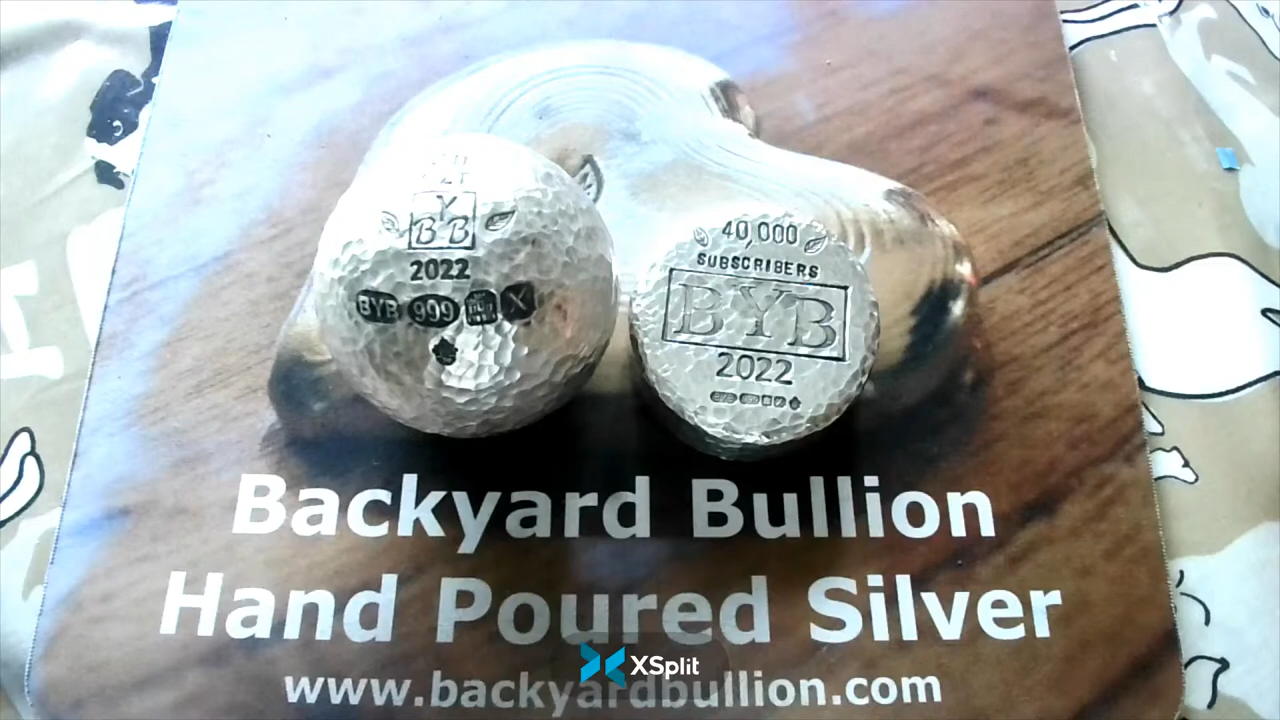 Y
BB
2022
BYB 999 X
40,000
SUBSCRIBERS
BYB
2022
Backyard Bullion
Hand Poured Silver
XSplit
www.backyardbullion.com